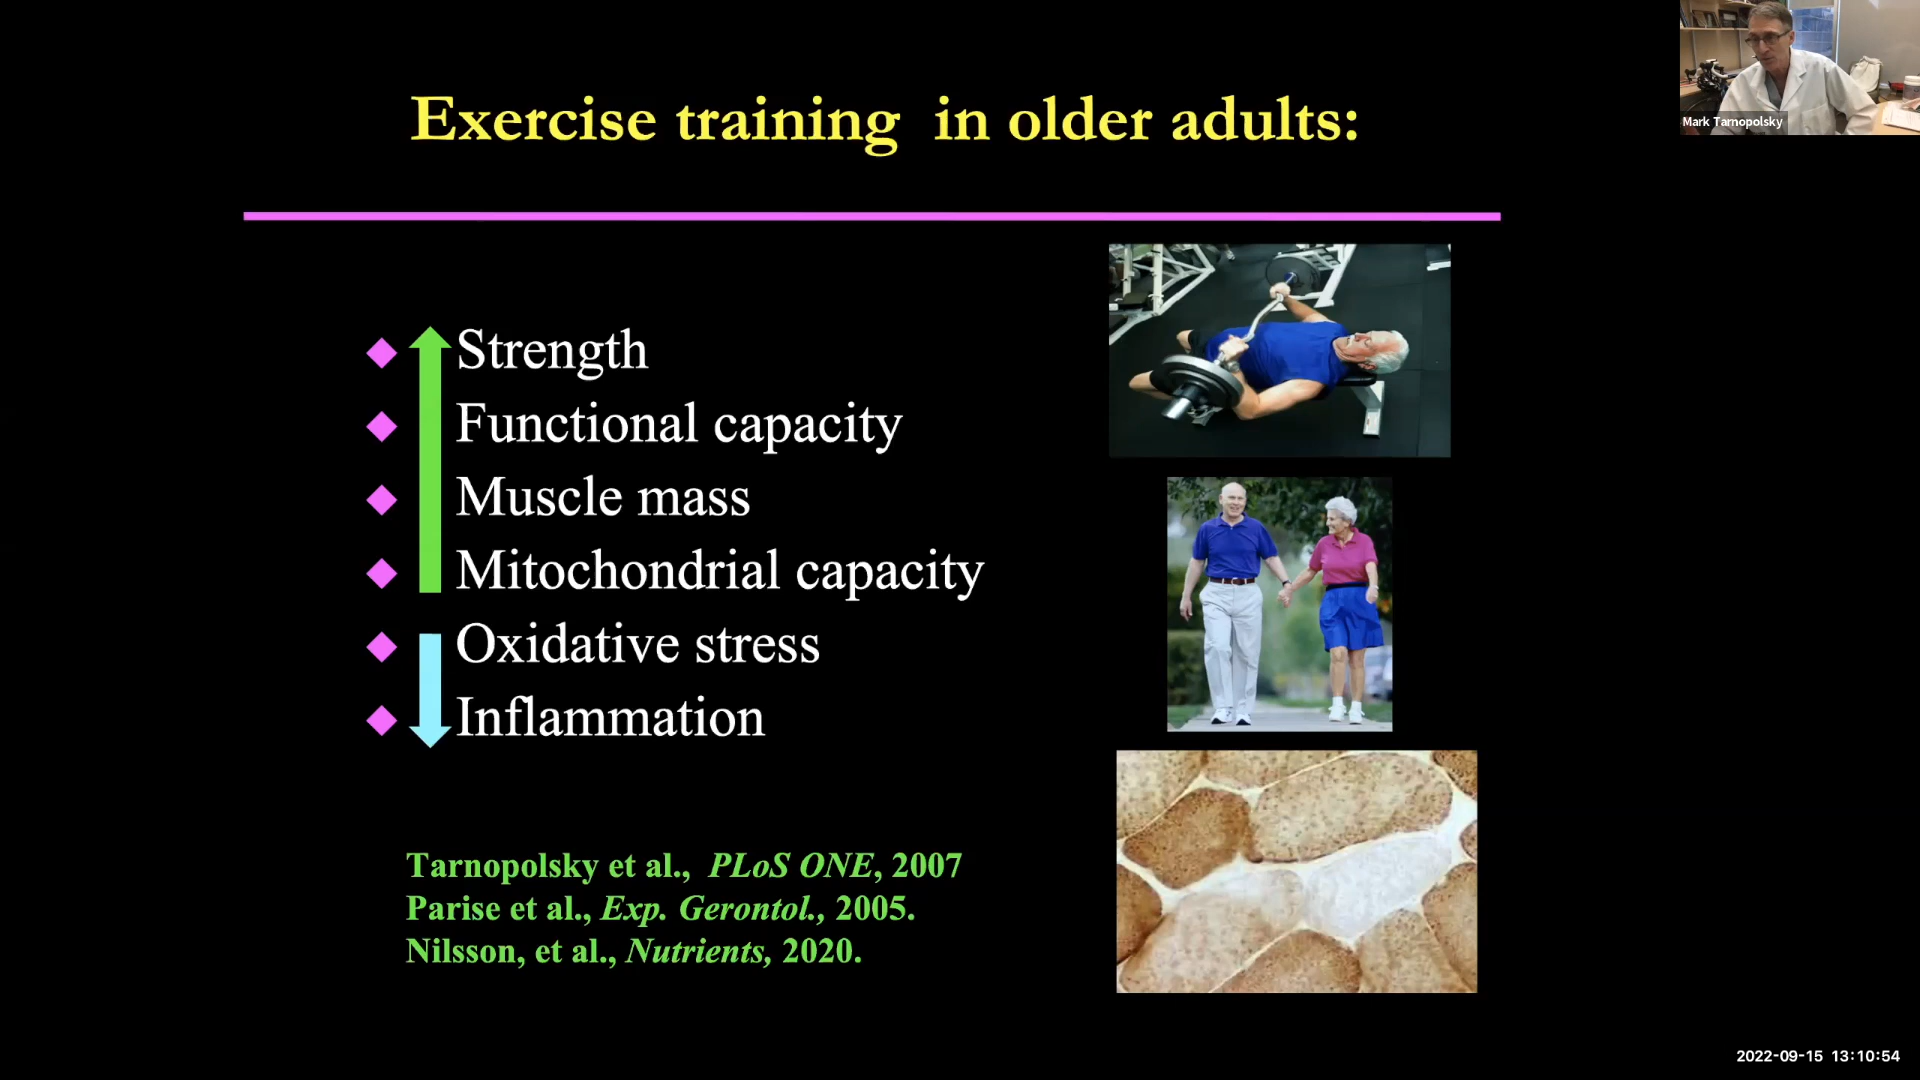 Exercise training in older adults:
Mark Tarnopolsky
Strength
Functional capacity
Muscle mass
Mitochondrial capacity
Oxidative stress
Inflammation
Tarnopolsky et al., PLoS ONE, 2007
Parise et al., Exp. Gerontol., 2005.
Nilsson, et al., Nutrients, 2020.
2022-09-15 13:10:54